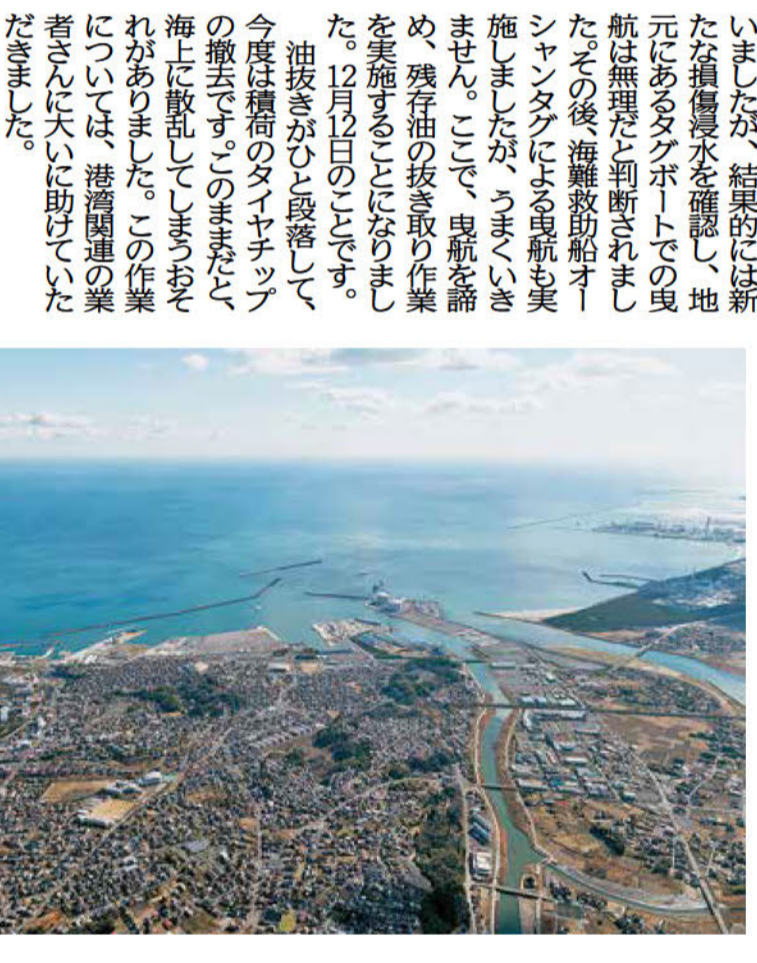 いましたが、結果的には新
たな損傷浸水を確認し、地
元にあるタグボートでの曳
航は無理だと判断されまし
た。その後、海難救助船オー
シャンタグによる曳航も実
施しましたが、うまくいき
ません。ここで、曳航を諦
め、残存油の抜き取り作業
を実施することになりまし
た。12月12日のことです。
油抜きがひと段落して、
今度は積荷のタイヤチップ
の撤去です。このままだと、
海上に散乱してしまうおそ
れがありました。この作業
については、港湾関連の業
者さんに大いに助けていた
だきました。